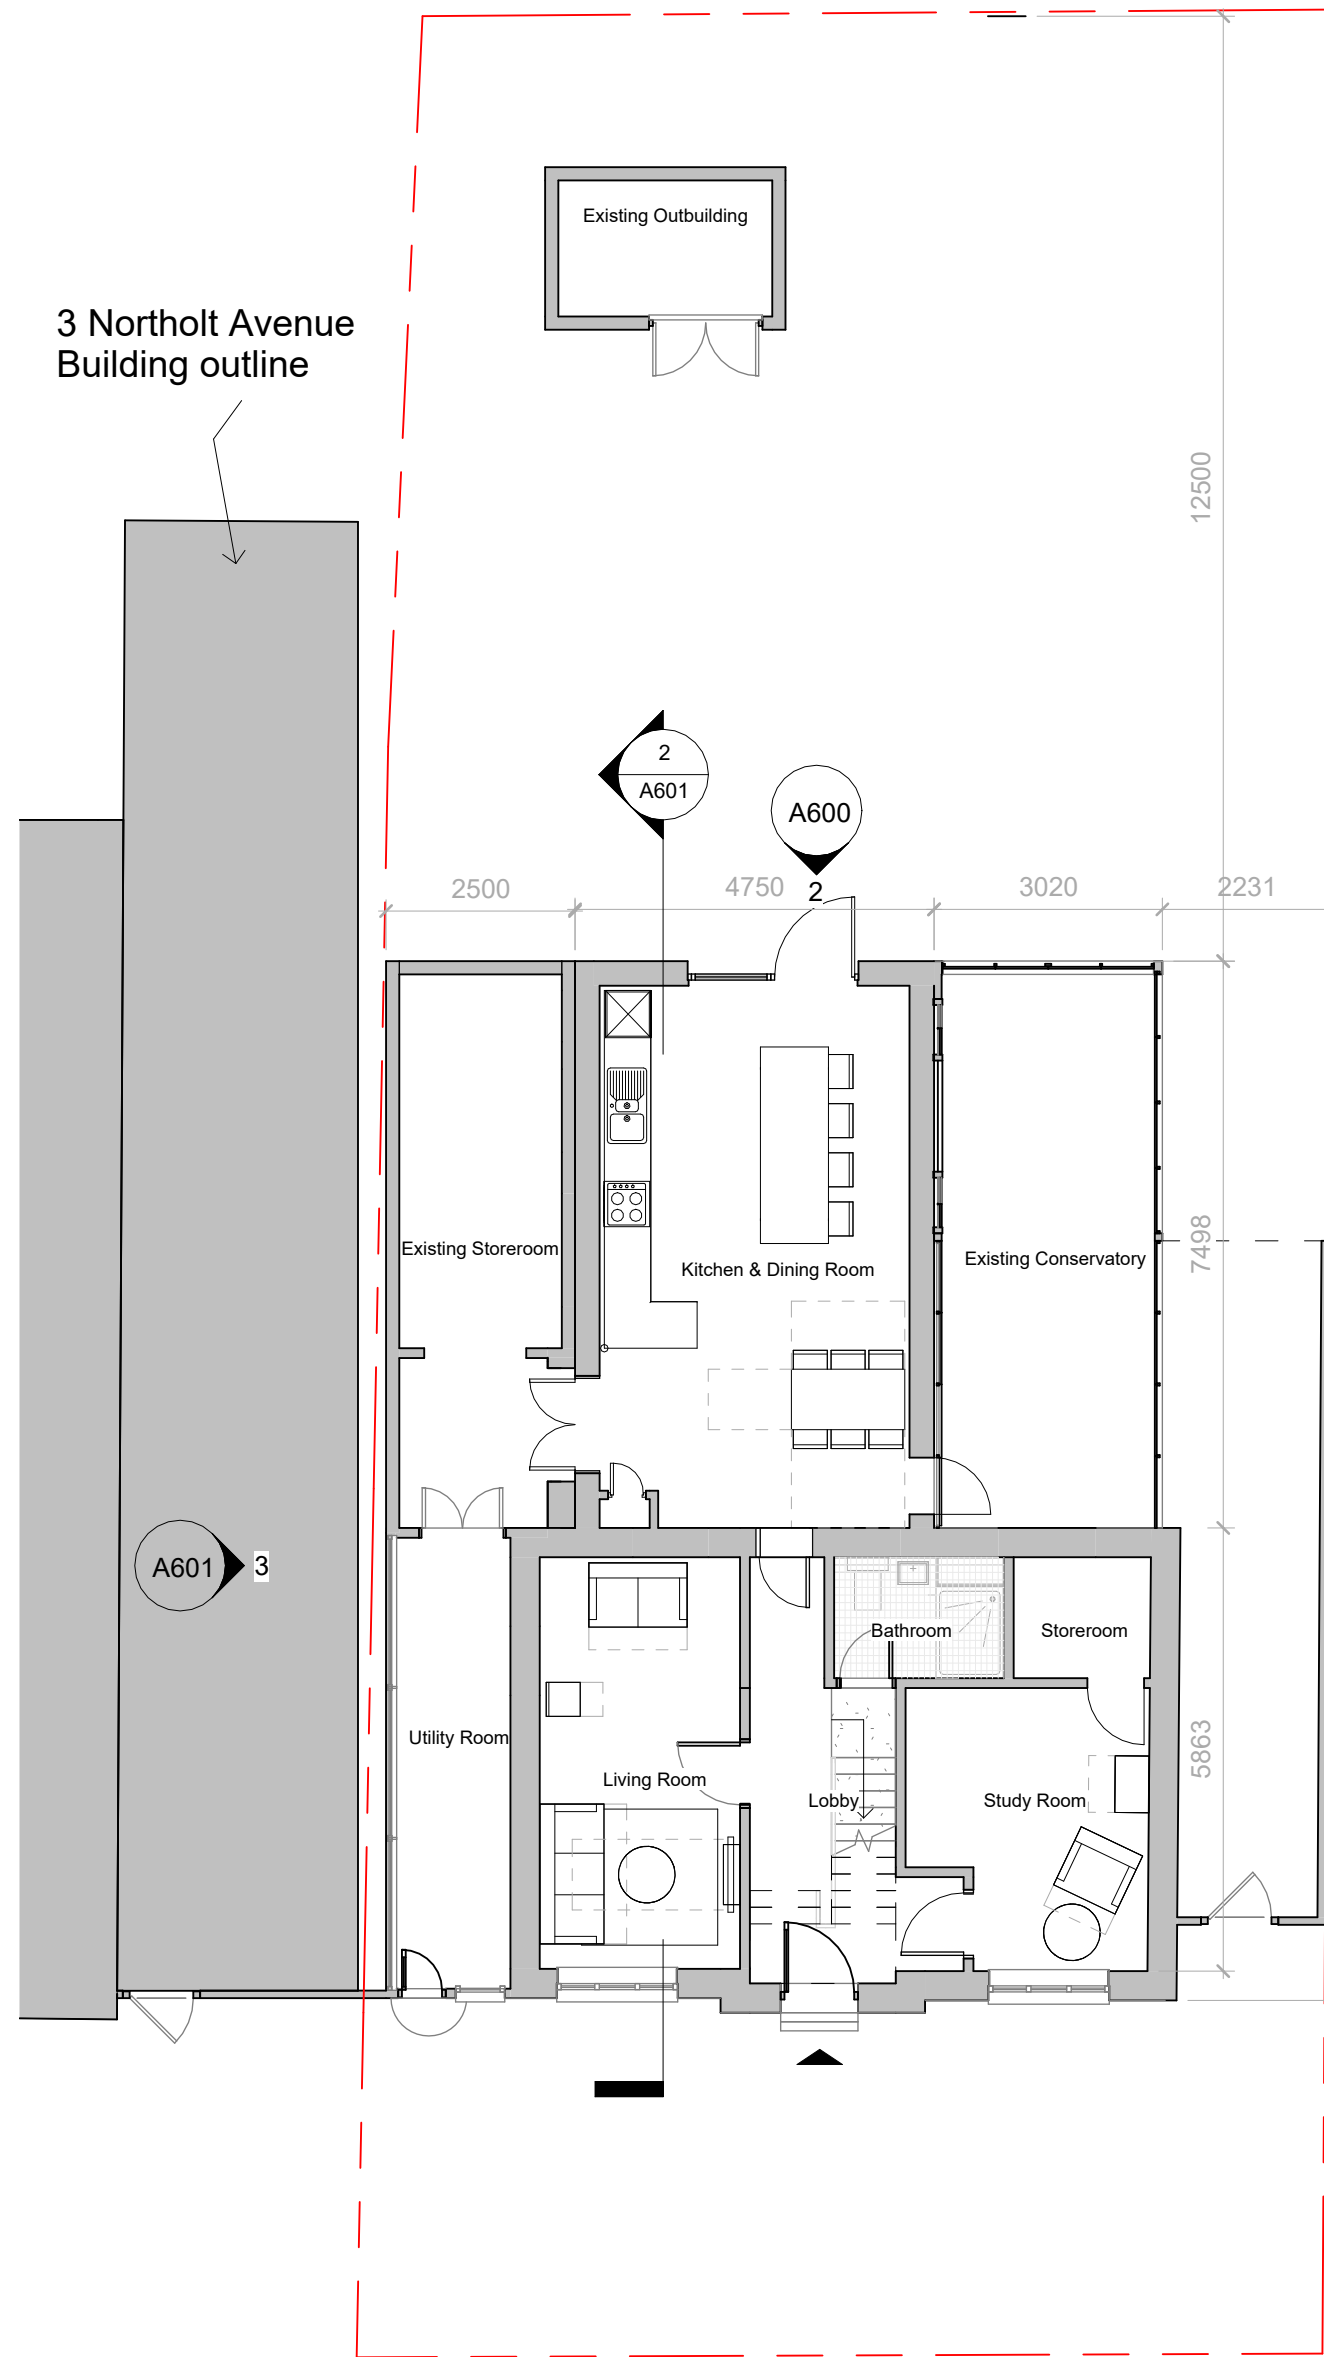 Existing Outbuilding
3 Northolt Avenue
Building outline
12500
2
A601
A600
2
2500
4750
3020
2231
Existing Storeroom
Kitchen & Dining Room
Existing Conservatory
7498
A601
3
Bathroom
Storeroom
Utility Room
Living Room
Lobby
Study Room
5863